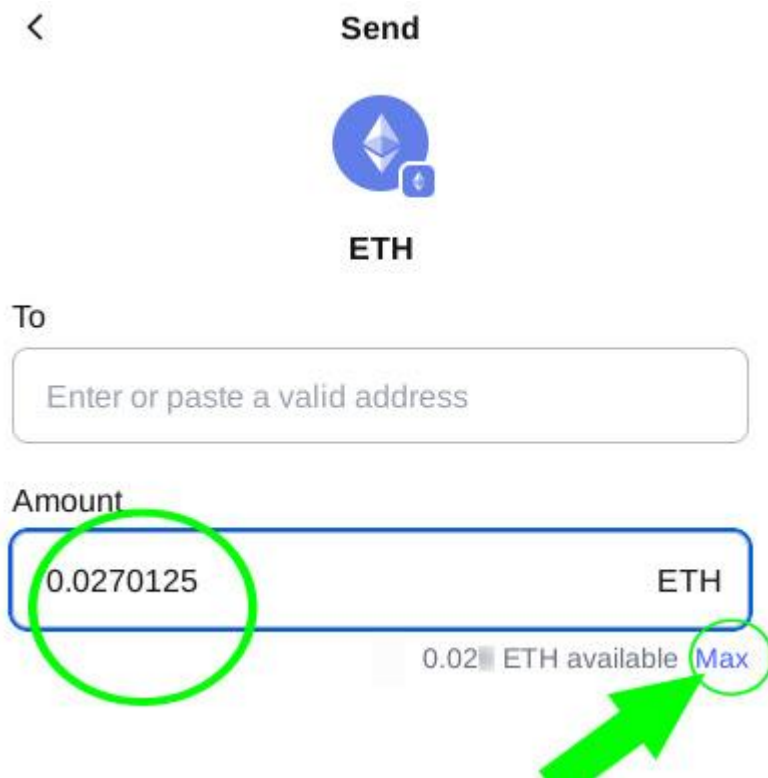 Send
ETH
To
Enter or paste a valid address
Amount
0.0270125 ETH
0.02 ETH available Max